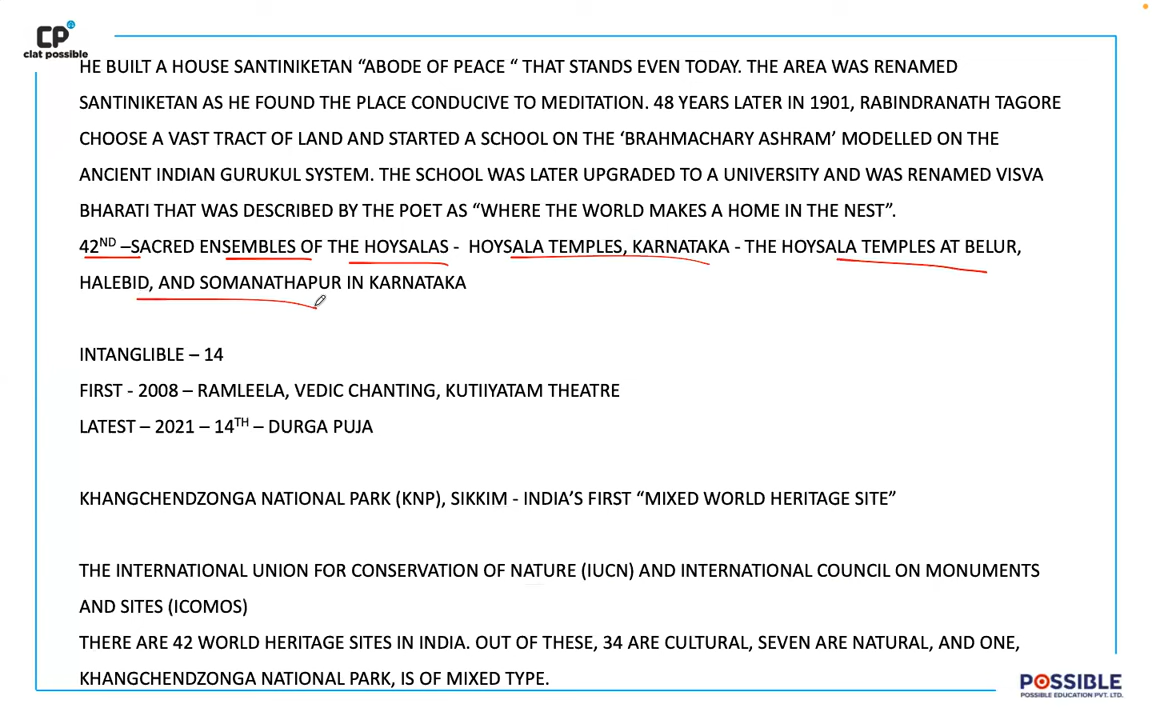 CP
clat possible
HE BUILT A HOUSE SANTINIKETAN “ABODE OF PEACE “ THAT STANDS EVEN TODAY. THE AREA WAS RENAMED
SANTINIKETAN AS HE FOUND THE PLACE CONDUCIVE TO MEDITATION. 48 YEARS LATER IN 1901, RABINDRANATH TAGORE
CHOOSE A VAST TRACT OF LAND AND STARTED A SCHOOL ON THE ‘BRAHMACHARY ASHRAM’ MODELLED ON THE
ANCIENT INDIAN GURUKUL SYSTEM. THE SCHOOL WAS LATER UPGRADED TO A UNIVERSITY AND WAS RENAMED VISVA
BHARATI THAT WAS DESCRIBED BY THE POET AS “WHERE THE WORLD MAKES A HOME IN THE NEST”.
42ND –SACRED ENSEMBLES OF THE HOYSALAS - HOYSALA TEMPLES, KARNATAKA - THE HOYSALA TEMPLES AT BELUR,
HALEBID, AND SOMANATHAPUR IN KARNATAKA
INTANGLIBLE – 14
FIRST - 2008 – RAMLEELA, VEDIC CHANTING, KUTIIYATAM THEATRE
LATEST – 2021 – 14TH – DURGA PUJA
KHANGCHENDZONGA NATIONAL PARK (KNP), SIKKIM - INDIA’S FIRST “MIXED WORLD HERITAGE SITE”
THE INTERNATIONAL UNION FOR CONSERVATION OF NATURE (IUCN) AND INTERNATIONAL COUNCIL ON MONUMENTS
AND SITES (ICOMOS)
THERE ARE 42 WORLD HERITAGE SITES IN INDIA. OUT OF THESE, 34 ARE CULTURAL, SEVEN ARE NATURAL, AND ONE,
KHANGCHENDZONGA NATIONAL PARK, IS OF MIXED TYPE.
POSSIBLE
POSSIBLE EDUCATION PVT. LTD.